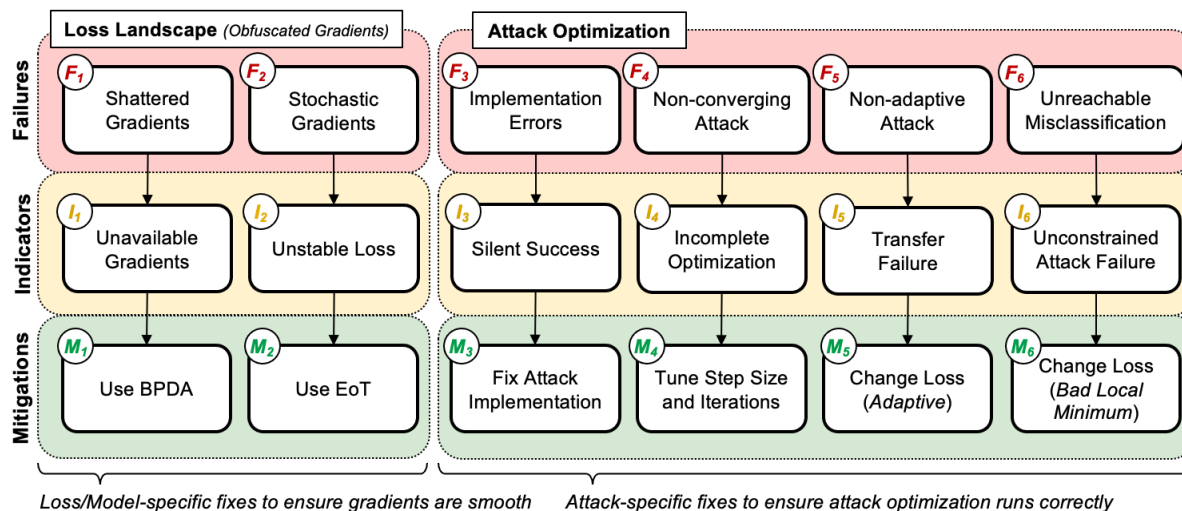 Loss Landscape (Obfuscated Gradients)
Attack Optimization
Failures
F1
Shattered
Gradients
F2
Stochastic
Gradients
F3
Implementation
Errors
F4
Non-converging
Attack
F5
Non-adaptive
Attack
F6
Unreachable
Misclassification
Indicators
I1
Unavailable
Gradients
I2
Unstable Loss
I3
Silent Success
I4
Incomplete
Optimization
I5
Transfer
Failure
I6
Unconstrained
Attack Failure
Mitigations
M1
Use BPDA
M2
Use EoT
M3
Fix Attack
Implementation
M4
Tune Step Size
and Iterations
M5
Change Loss
(Adaptive)
M6
Change Loss
(Bad Local
Minimum)
Loss/Model-specific fixes to ensure gradients are smooth
Attack-specific fixes to ensure attack optimization runs correctly